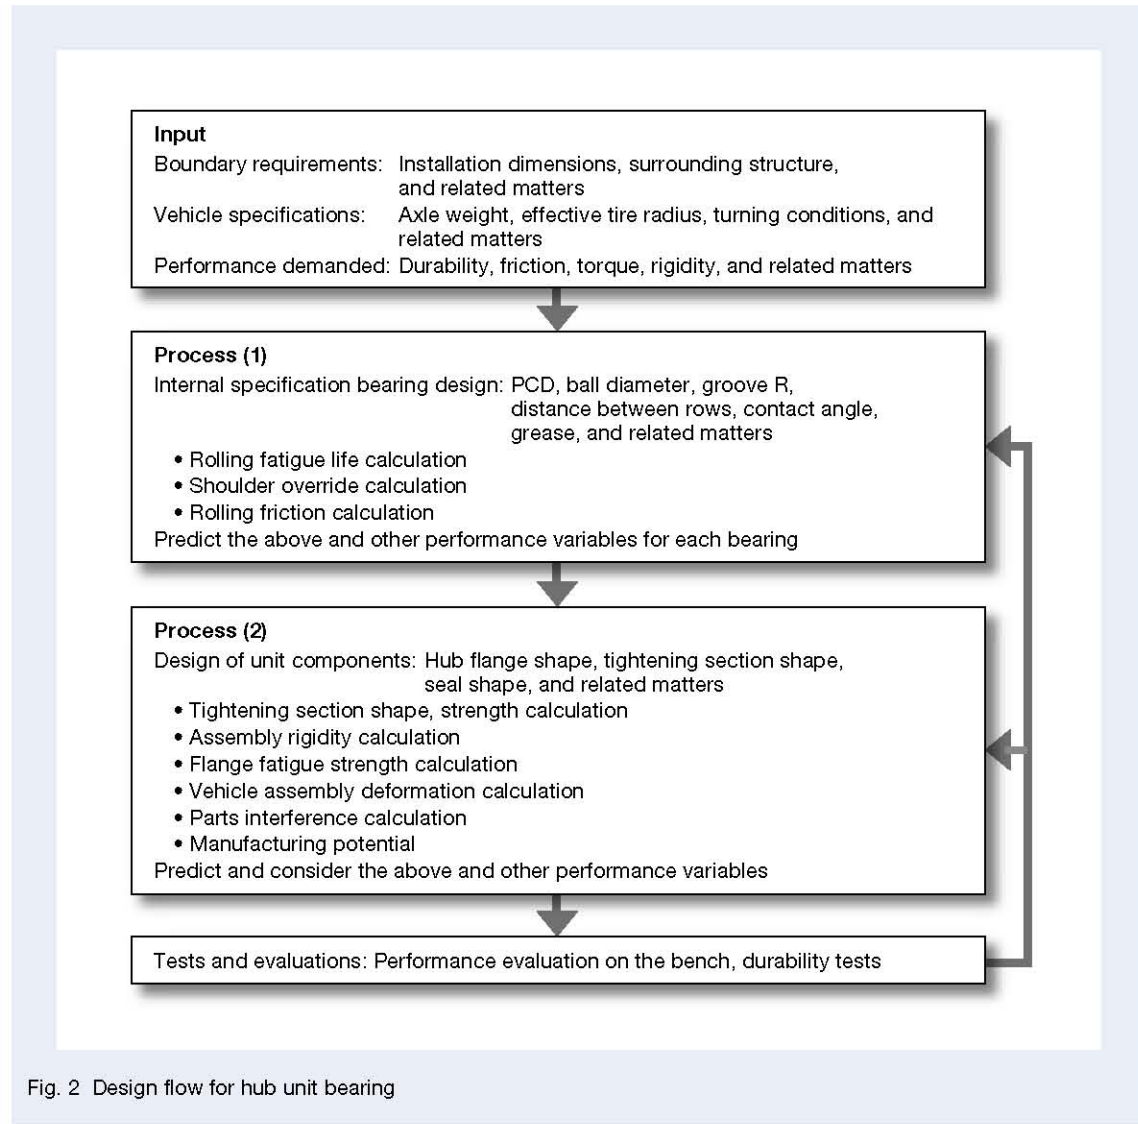 Input
Boundary requirements: Installation dimensions, surrounding structure,
and related matters
Vehicle specifications: Axle weight, effective tire radius, turning conditions, and
related matters
Performance demanded: Durability, friction, torque, rigidity, and related matters
Process (1)
Internal specification bearing design: PCD, ball diameter, groove R,
distance between rows, contact angle,
grease, and related matters
• Rolling fatigue life calculation
• Shoulder override calculation
• Rolling friction calculation
Predict the above and other performance variables for each bearing
Process (2)
Design of unit components: Hub flange shape, tightening section shape,
seal shape, and related matters
• Tightening section shape, strength calculation
• Assembly rigidity calculation
• Flange fatigue strength calculation
• Vehicle assembly deformation calculation
• Parts interference calculation
• Manufacturing potential
Predict and consider the above and other performance variables
Tests and evaluations: Performance evaluation on the bench, durability tests
Fig. 2 Design flow for hub unit bearing